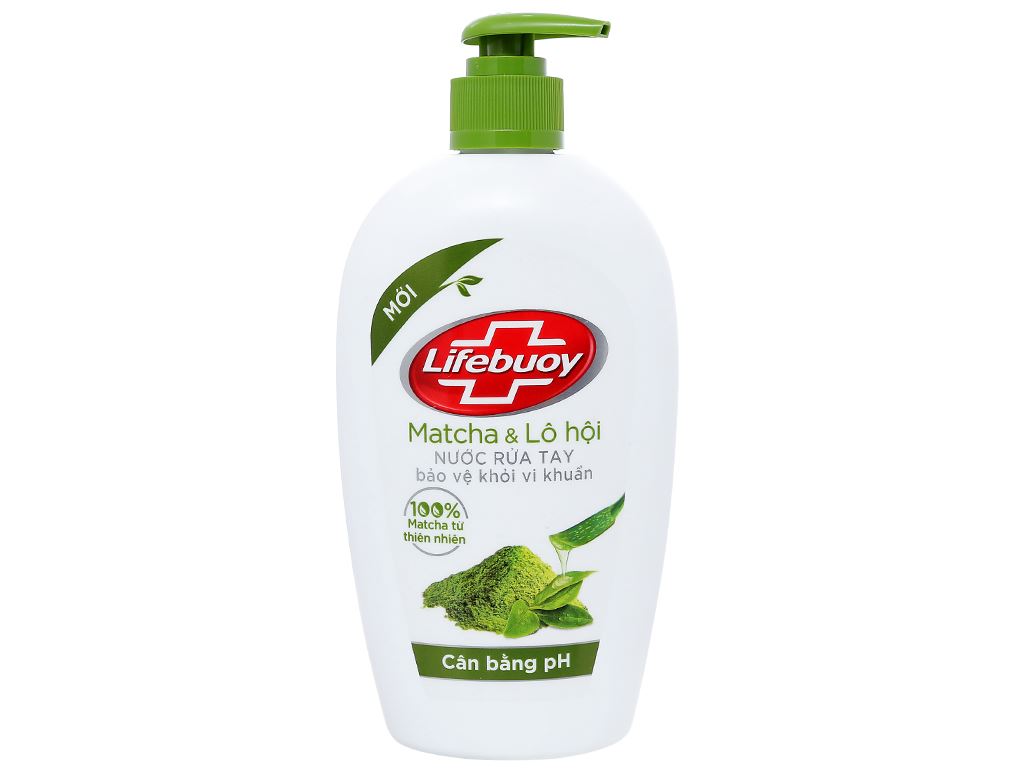 MỚI
Lifebuoy
Matcha & Lô hội
NƯỚC RỬA TAY
bảo vệ khỏi vi khuẩn
100%
Matcha từ
thiên nhiên
Cân bằng pH